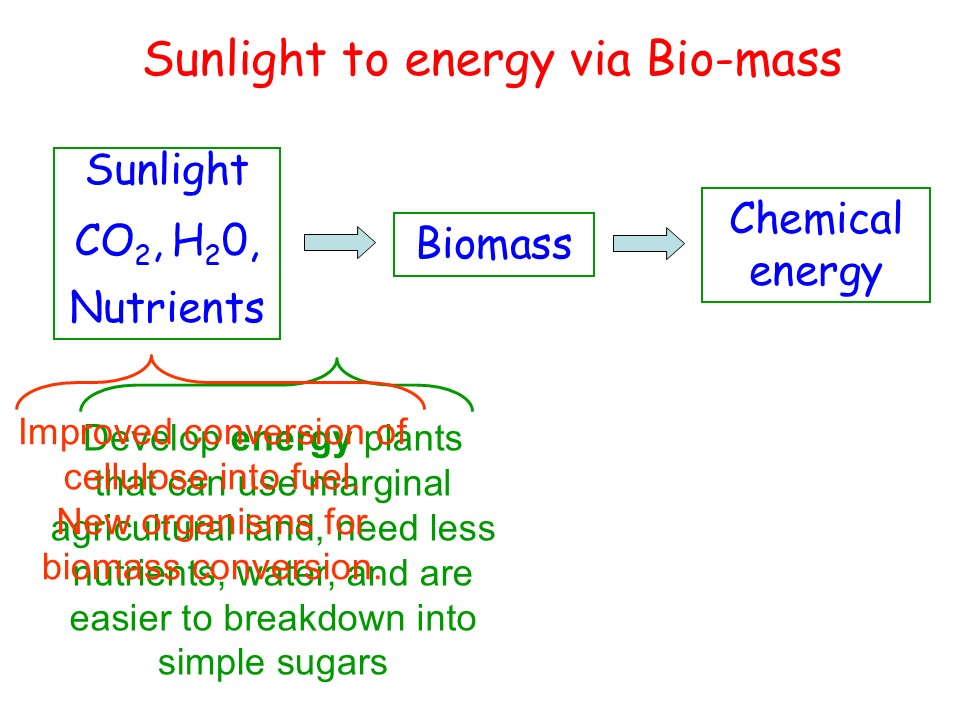 Sunlight to energy via Bio-mass
Sunlight
CO₂, H₂0,
Nutrients
Biomass
Chemical
energy
Improved conversion of
cellulose into fuel.
New organisms for
biomass conversion.
Develop energy plants
that can use marginal
agricultural land, need less
nutrients, water, and are
easier to breakdown into
simple sugars